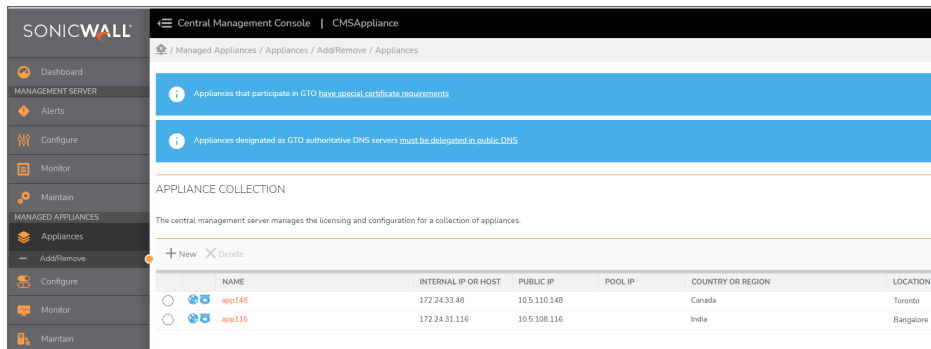 SONICWALL
Central Management Console | CMSAppliance
/ Managed Appliances / Appliances / Add/Remove / Appliances
Dashboard
MANAGEMENT SERVER
Alerts
Configure
Monitor
Maintain
MANAGED APPLIANCES
Appliances
Add/Remove
Configure
Monitor
Maintain
Appliances that participate in GTO have special certificate requirements
Appliances designated as GTO authoritative DNS servers must be delegated in public DNS
APPLIANCE COLLECTION
The central management server manages the licensing and configuration for a collection of appliances.
New Delete
NAME INTERNAL IP OR HOST PUBLIC IP POOL IP COUNTRY OR REGION LOCATION
app148 172.24.33.48 10.5.110.148 Canada Toronto
app116 172.24.31.116 10.5.108.116 India Bangalore